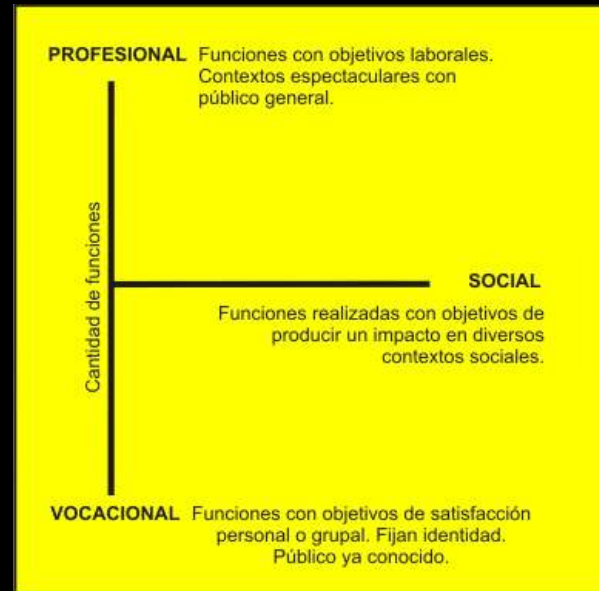 PROFESIONAL Funciones con objetivos laborales.
Contextos espectaculares con
público general.
Cantidad de funciones
SOCIAL
Funciones realizadas con objetivos de
producir un impacto en diversos
contextos sociales.
VOCACIONAL Funciones con objetivos de satisfacción
personal o grupal. Fijan identidad.
Público ya conocido.